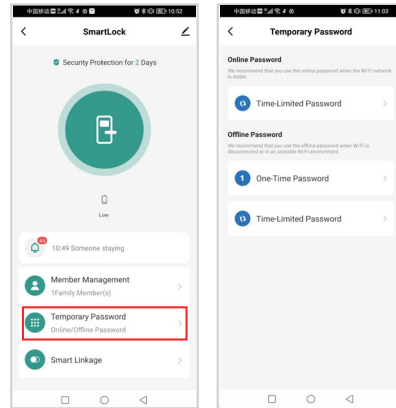 中国移动
10:52
SmartLock
Security Protection for 2 Days
Low
44
10:49 Someone staying
Member Management
1Family Member(s)
Temporary Password
Online/Offline Password
Smart Linkage
中国移动
11:03
Temporary Password
Online Password
We recommend that you use the online password when the Wi-Fi network
is stable.
Time-Limited Password
Offline Password
We recommend that you use the offline password when Wi-Fi is
disconnected or in an unstable Wi-Fi environment.
1
One-Time Password
Time-Limited Password